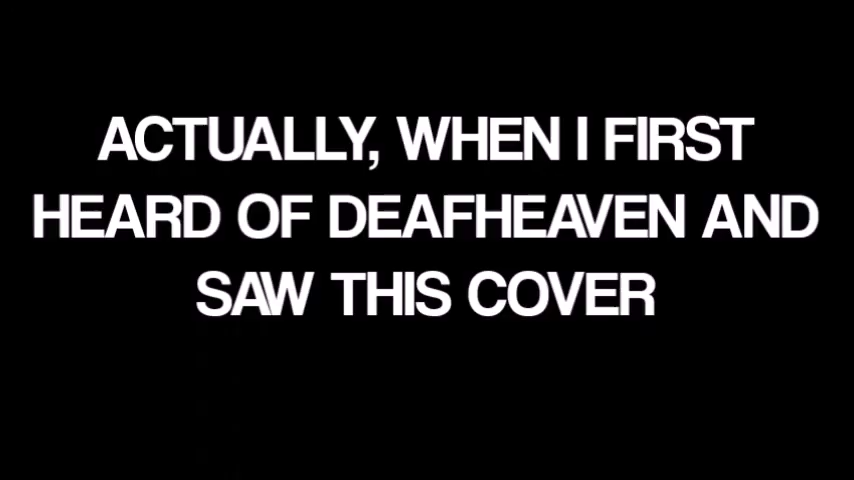 ACTUALLY, WHEN I FIRST
HEARD OF DEAFHEAVEN AND
SAW THIS COVER